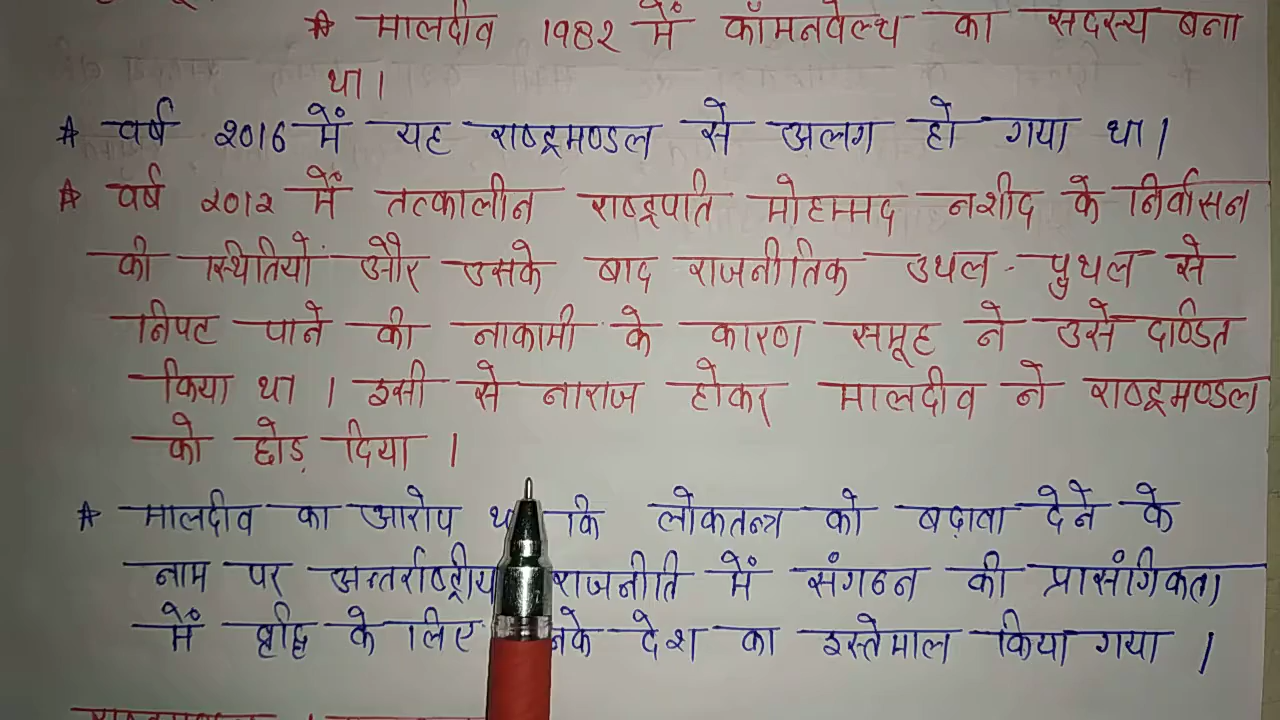 ☆ मालदीव 1982 में कॉमनवेल्थ का सदस्य बना
था।
☆ वर्ष 2016 में यह राष्ट्रमण्डल से अलग हो गया था।
☆ वर्ष 2012 में तत्कालीन राष्ट्रपति मोहम्मद नशीद के निर्वासन
की स्थितियों और उसके बाद राजनीतिक उथल-पुथल से
निपट पाने की नाकामी के कारण समूह ने उसे दण्डित
किया था। इसी से नाराज होकर मालदीव ने राष्ट्रमण्डल
को छोड़ दिया।
☆ मालदीव का आरोप कि लोकतन्त्र को बढ़ावा देने के
नाम पर अन्तर्राष्ट्रीय राजनीति में संगठन की प्रासंगिकता
में वृद्धि के लिए देश का इस्तेमाल किया गया।